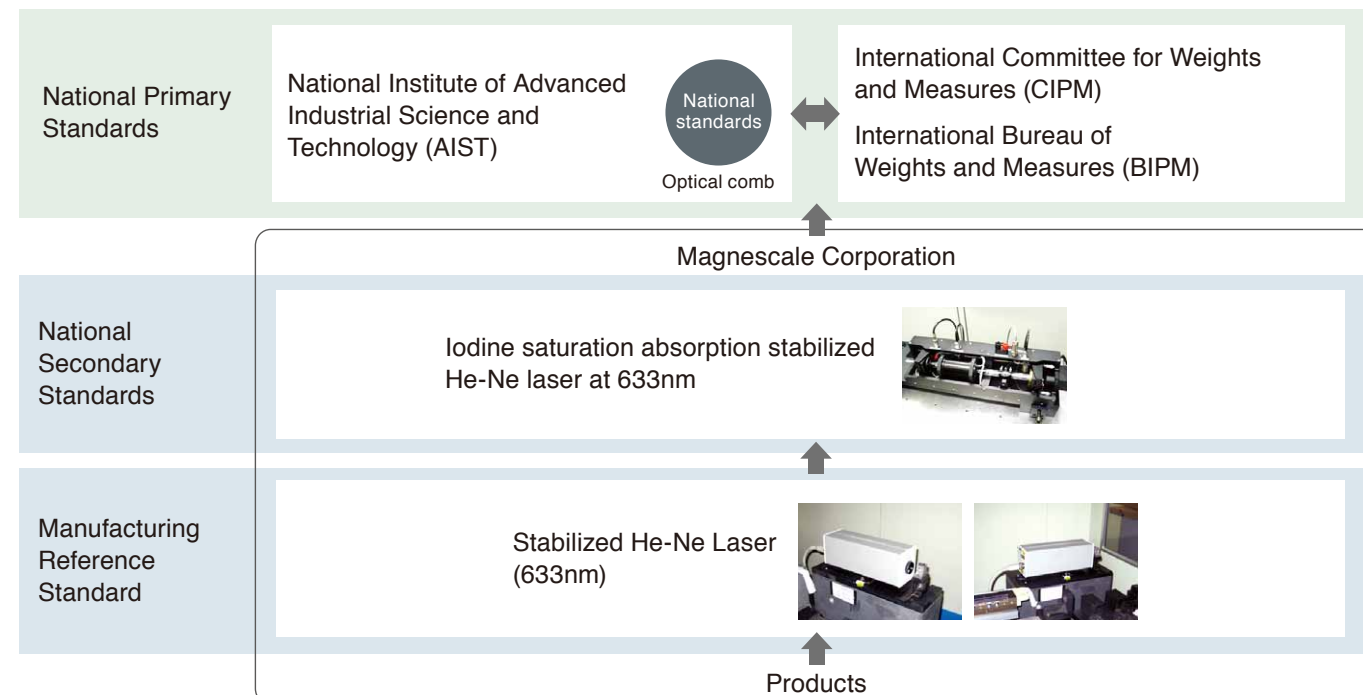 National Primary
Standards
National Institute of Advanced
Industrial Science and
Technology (AIST)
National
standards
Optical comb
International Committee for Weights
and Measures (CIPM)
International Bureau of
Weights and Measures (BIPM)
Magnescale Corporation
National
Secondary
Standards
Iodine saturation absorption stabilized
He-Ne laser at 633nm
Manufacturing
Reference
Standard
Stabilized He-Ne Laser
(633nm)
Products